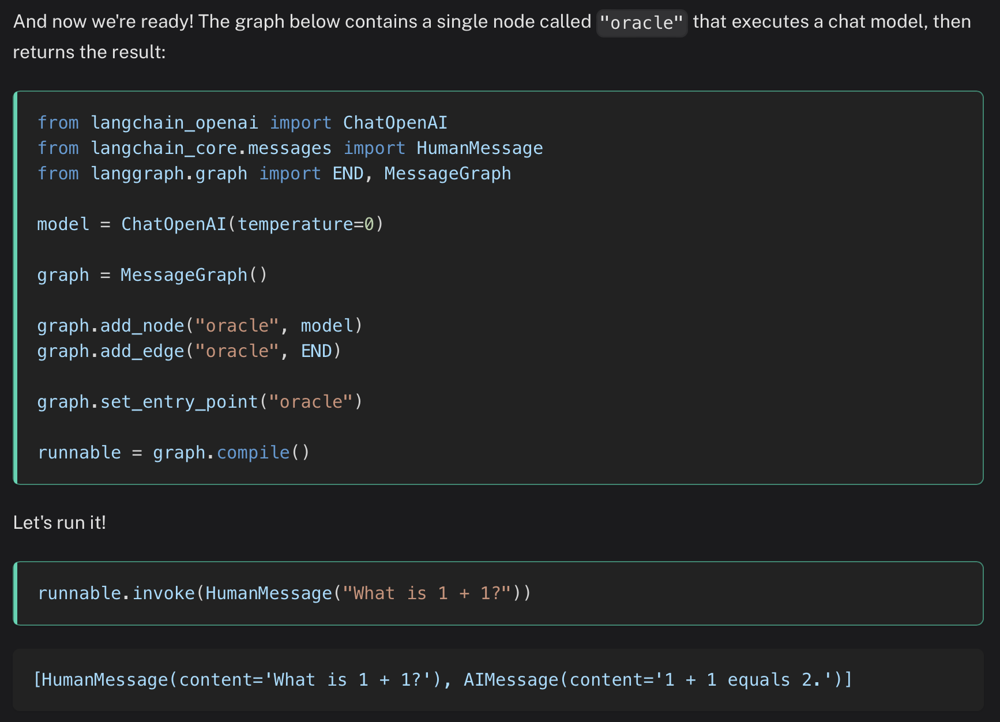 And now we're ready! The graph below contains a single node called "oracle" that executes a chat model, then
returns the result:
from langchain_openai import ChatOpenAI
from langchain_core.messages import HumanMessage
from langgraph.graph import END, MessageGraph
model = ChatOpenAI(temperature=0)
graph = MessageGraph()
graph.add_node("oracle", model)
graph.add_edge("oracle", END)
graph.set_entry_point("oracle")
runnable = graph.compile()
Let's run it!
runnable.invoke(HumanMessage("What is 1 + 1?"))
[HumanMessage(content='What is 1 + 1?'), AIMessage(content='1 + 1 equals 2.')]